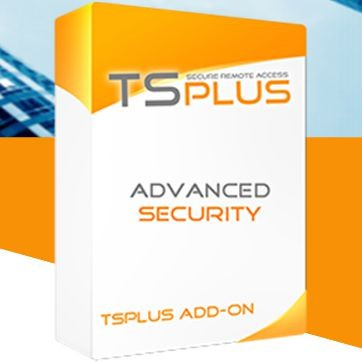 SECURE REMOTE ACCESS
TSPLUS
ADVANCED
SECURITY
TSPLUS ADD-ON